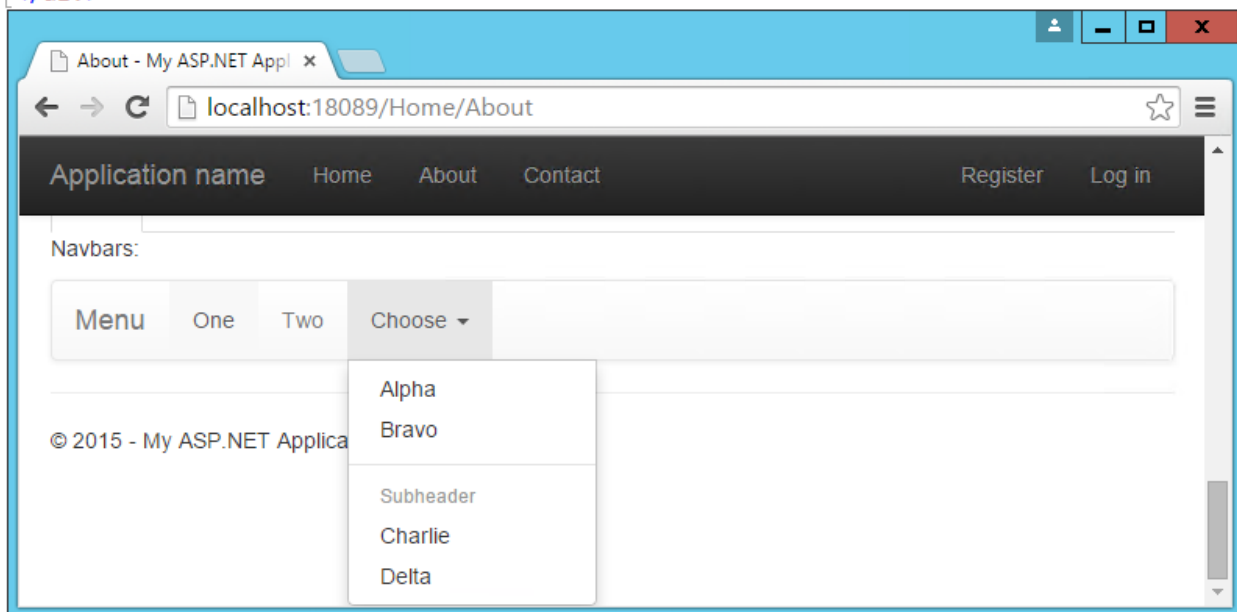 About - My ASP.NET Appl
localhost:18089/Home/About
Application name Home About Contact Register Log in
Navbars:
Menu One Two Choose
Alpha
Bravo
© 2015 - My ASP.NET Applica
Subheader
Charlie
Delta